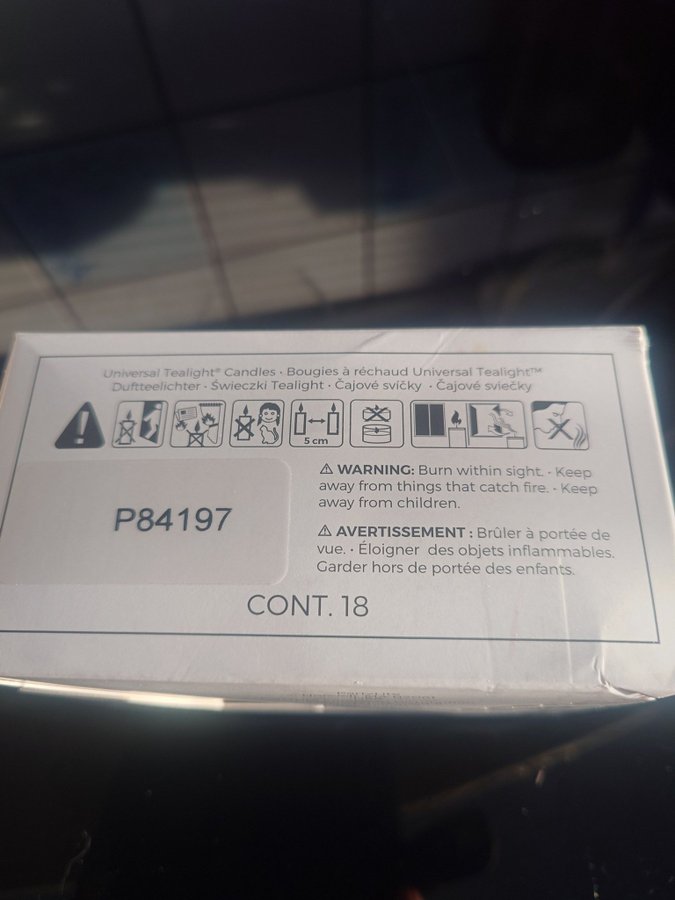 Universal Tealight® Candles · Bougies à réchaud Universal Tealight™
Duftteelichter · Świeczki Tealight · Čajové svíčky · Čajové sviečky
5 cm
⚠ WARNING: Burn within sight. · Keep
away from things that catch fire. · Keep
away from children.
P84197
⚠ AVERTISSEMENT : Brûler à portée de
vue. · Éloigner des objets inflammables.
Garder hors de portée des enfants.
CONT. 18